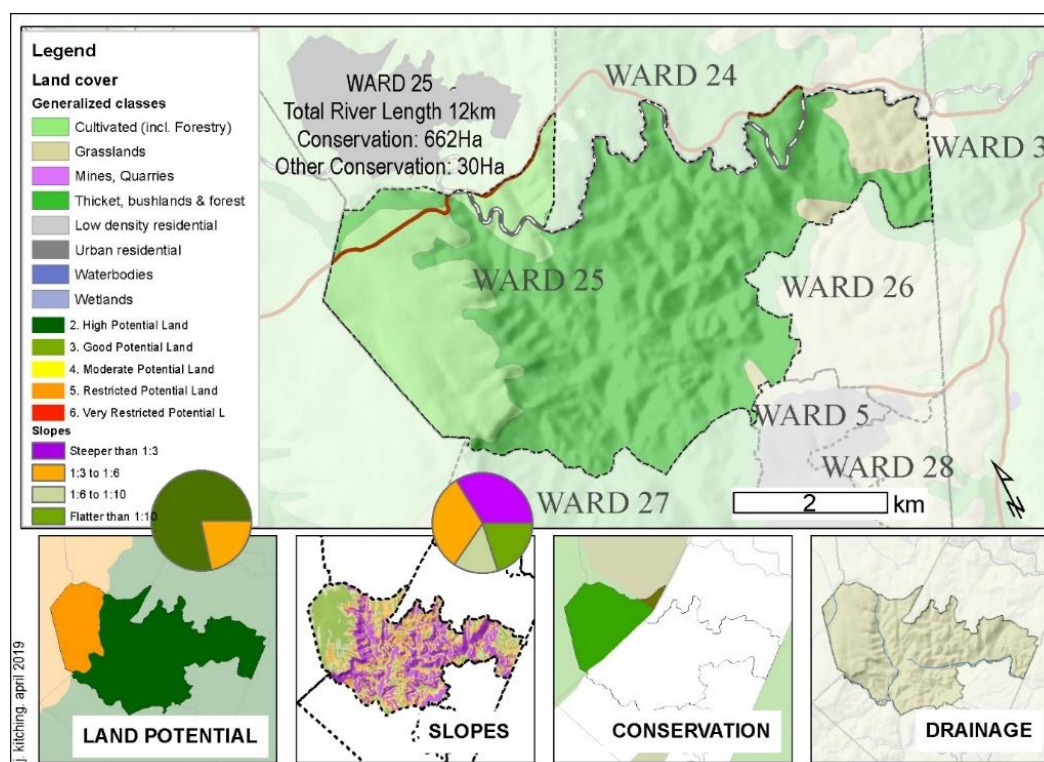 Legend
Land cover
Generalized classes
Cultivated (incl. Forestry)
Grasslands
Mines, Quarries
Thicket, bushlands & forest
Low density residential
Urban residential
Waterbodies
Wetlands
2. High Potential Land
3. Good Potential Land
4. Moderate Potential Land
5. Restricted Potential Land
6. Very Restricted Potential L
Slopes
Steeper than 1:3
1:3 to 1:6
1:6 to 1:10
Flatter than 1:10
WARD 25
Total River Length 12km
Conservation: 662Ha
Other Conservation: 30Ha
WARD 24
WARD 3
WARD 25
WARD 26
WARD 5
WARD 28
WARD 27
2 km
N
j. kitching. april 2019
LAND POTENTIAL
SLOPES
CONSERVATION
DRAINAGE